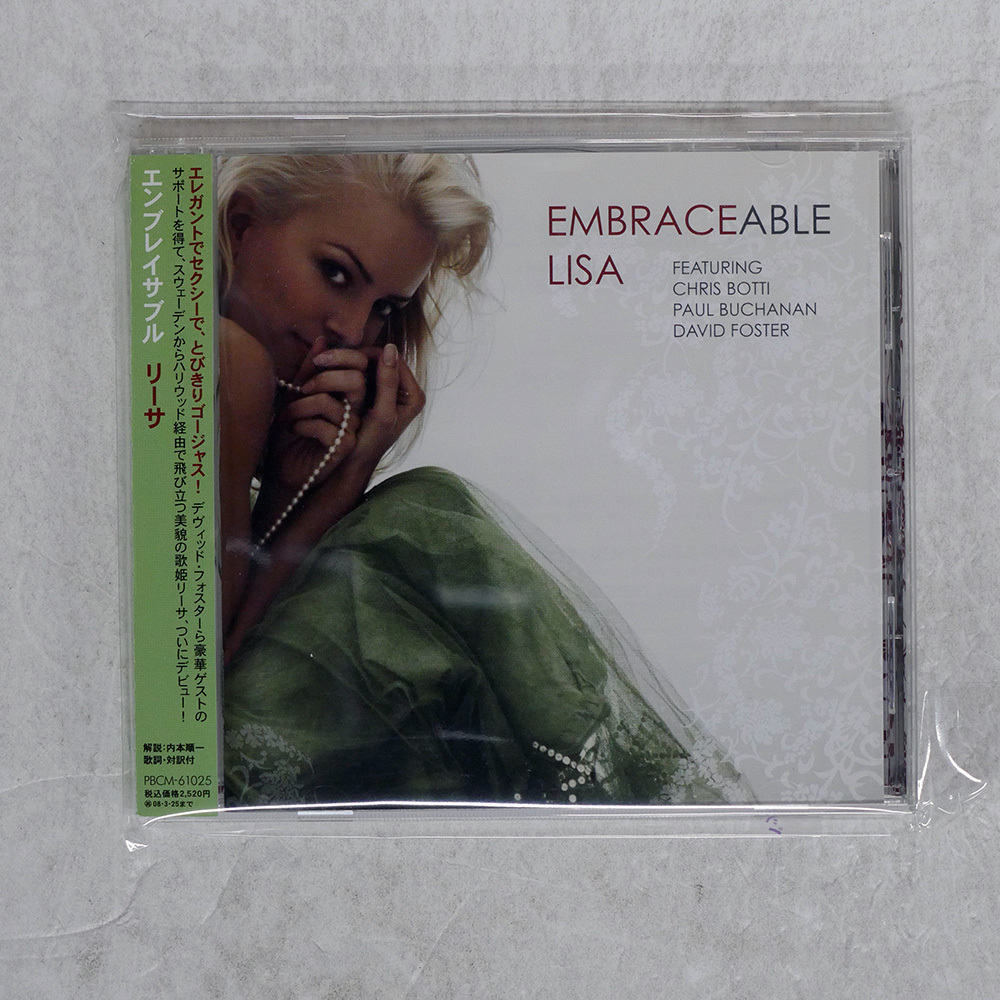 EMBRACEABLE
LISA
FEATURING
CHRIS BOTTI
PAUL BUCHANAN
DAVID FOSTER
エレガントでセクシーで、とびきりゴージャス！ デヴィッド・フォスターら豪華ゲストの
サポートを得て、スウェーデンからハリウッド経由で飛び立つ美貌の歌姫リーサ、ついにデビュー！
エンブレイサブル リーサ
解説：内本順一
歌詞・対訳付
PBCM-61025
税込価格2,520円
08・3・25まで